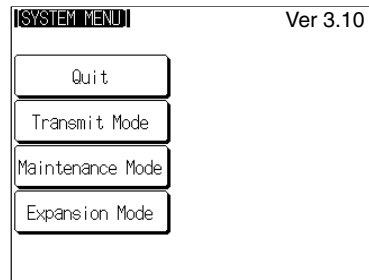 SYSTEM MENU Ver 3.10
Quit
Transmit Mode
Maintenance Mode
Expansion Mode